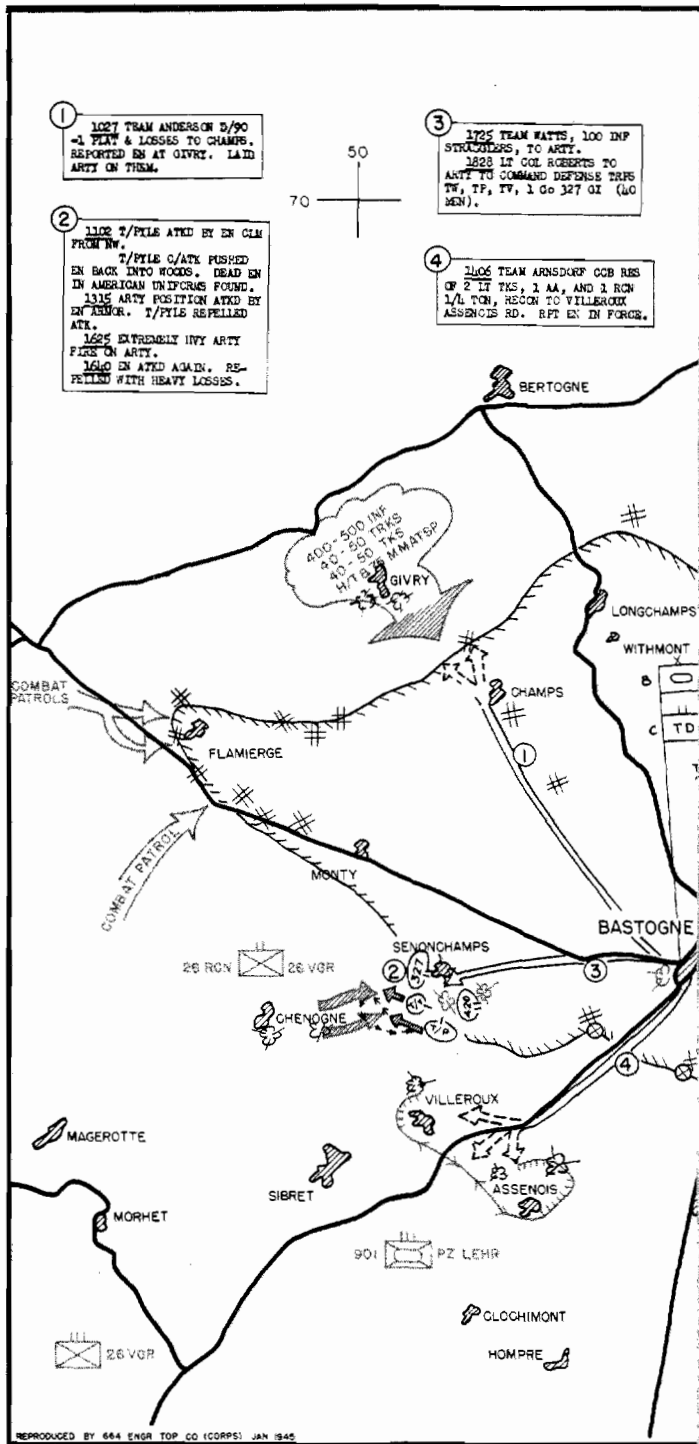 1
1027 TEAM ANDERSON D/90
-1 PLAT & LOSSES TO CHAMPS.
REPORTED EN AT GIVRY. LAID
ARTY ON THEM.
2
1102 T/PYLE ATKD BY EN CLM
FROM NW.
T/PYLE C/ATK PUSHED
EN BACK INTO WOODS. DEAD EN
IN AMERICAN UNIFORMS FOUND.
1315 ARTY POSITION ATKD BY
EN ARMOR. T/PYLE REPELLED
ATK.
1625 EXTREMELY HVY ARTY
FIRE ON ARTY.
1640 EN ATKD AGAIN. RE-
PELLED WITH HEAVY LOSSES.
3
1725 TEAM WATTS, 100 INF
STRAGGLERS, TO ARTY.
1828 LT COL ROBERTS TO
ARTY TO COMMAND DEFENSE TRPS
TW, TP, TV, 1 Co 327 GI (40
MEN).
4
1406 TEAM ARNSDORF CCB RES
OF 2 LT TKS, 1 AA, AND 1 RCN
1/4 TON, RECON TO VILLEROUX
ASSENOIS RD. RPT EN IN FORCE.
50
70
BERTOGNE
400-500 INF
40-50 TRKS
40-50 TKS
H/T & 75 MM ATSP
GIVRY
LONGCHAMPS
WITHMONT
COMBAT
PATROLS
CHAMPS
B
C TD
FLAMIERGE
1
COMBAT PATROL
MONTY
BASTOGNE
SENONCHAMPS
26 RCN 26 VGR
2
327
3
420
CHENOGNE
4
VILLEROUX
MAGEROTTE
SIBRET
ASSENOIS
MORHET
901 PZ LEHR
CLOCHIMONT
26 VGR
HOMPRE
REPRODUCED BY 664 ENGR TOP CO (CORPS) JAN 1945